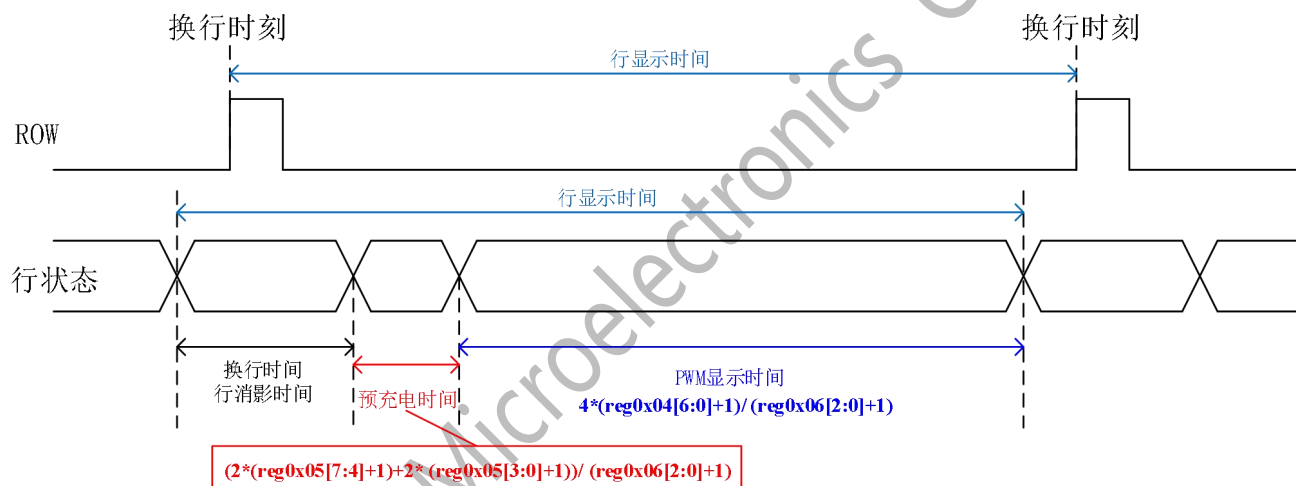 换行时刻
换行时刻
行显示时间
ROW
行显示时间
行状态
换行时间
行消影时间
预充电时间
PWM显示时间
4*(reg0x04[6:0]+1)/(reg0x06[2:0]+1)
(2*(reg0x05[7:4]+1)+2*(reg0x05[3:0]+1))/(reg0x06[2:0]+1)
Microelectronics